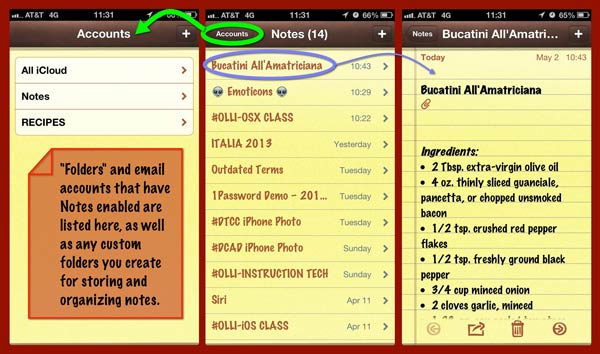 AT&T 4G 11:31 66%
Accounts +
All iCloud
Notes
RECIPES
"Folders" and email
accounts that have
Notes enabled are
listed here, as well
as any custom
folders you create
for storing and
organizing notes.
AT&T 4G 11:31 66%
Accounts Notes (14) +
Bucatini All'Amatriciana 10:43
Emoticons 10:29
#OLLI-OSX CLASS 10:22
ITALIA 2013 Yesterday
Outdated Terms Tuesday
1Password Demo – 201... Tuesday
#DTCC iPhone Photo Tuesday
#DCAD iPhone Photo Sunday
#OLLI-INSTRUCTION TECH Sunday
Siri Apr 11
#OLLI-iOS CLASS Apr 11
AT&T 4G 11:31 65%
Notes Bucatini All'Amatri... +
Today May 2 10:43
Bucatini All'Amatriciana
Ingredients:
• 2 Tbsp. extra-virgin olive oil
• 4 oz. thinly sliced guanciale,
pancetta, or chopped unsmoked
bacon
• 1/2 tsp. crushed red pepper
flakes
• 1/2 tsp. freshly ground black
pepper
• 3/4 cup minced onion
• 2 cloves garlic, minced